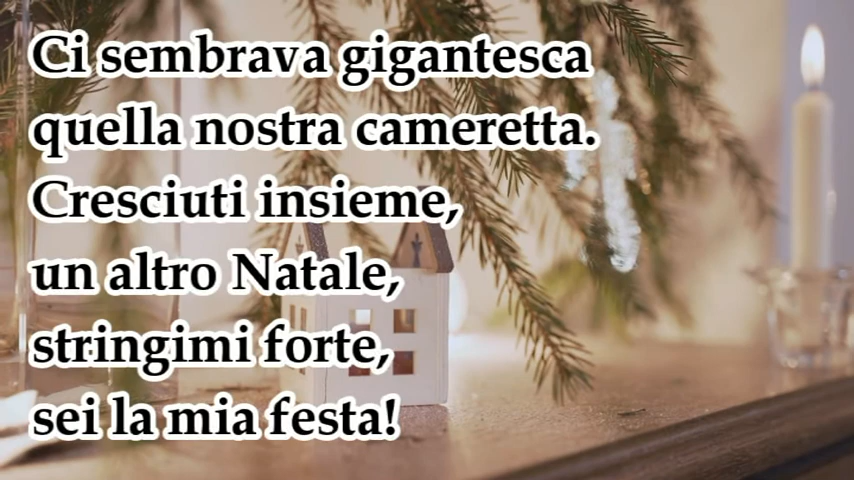 Ci sembrava gigantesca
quella nostra cameretta.
Cresciuti insieme,
un altro Natale,
stringimi forte,
sei la mia festa!